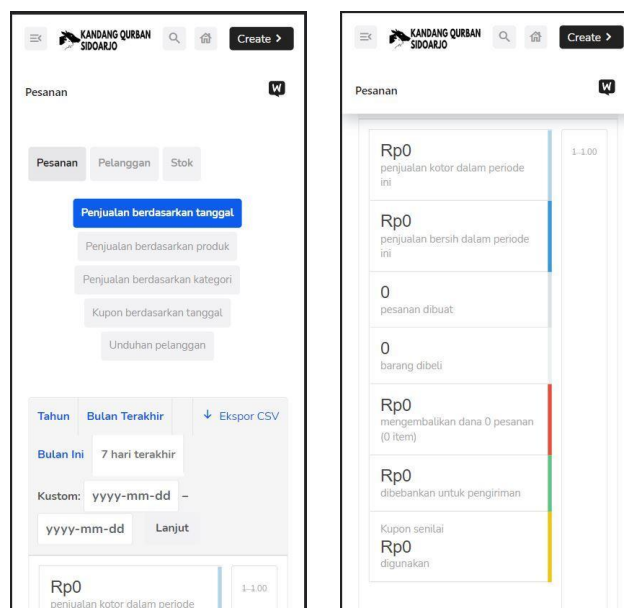 KANDANG QURBAN
SIDOARJO
Create >
Pesanan
W
Pesanan
Pelanggan
Stok
Penjualan berdasarkan tanggal
Penjualan berdasarkan produk
Penjualan berdasarkan kategori
Kupon berdasarkan tanggal
Unduhan pelanggan
Tahun
Bulan Terakhir
Ekspor CSV
Bulan Ini
7 hari terakhir
Kustom: yyyy-mm-dd –
yyyy-mm-dd
Lanjut
Rp0
penjualan kotor dalam periode
1–1.00
KANDANG QURBAN
SIDOARJO
Create >
Pesanan
W
Rp0
penjualan kotor dalam periode
ini
1–1.00
Rp0
penjualan bersih dalam periode
ini
0
pesanan dibuat
0
barang dibeli
Rp0
mengembalikan dana 0 pesanan
(0 item)
Rp0
dibebankan untuk pengiriman
Kupon senilai
Rp0
digunakan